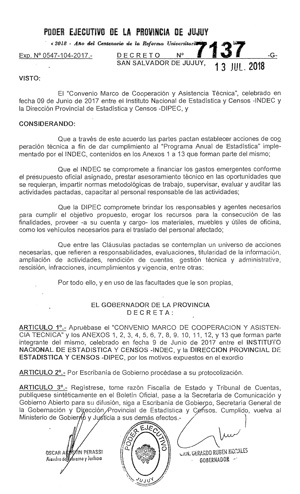 PODER EJECUTIVO DE LA PROVINCIA DE JUJUY
"2018 - Año del Centenario de la Reforma Universitaria"
Exp. Nº 0547-104-2017.- DECRETO Nº 7137 -G-
SAN SALVADOR DE JUJUY, 13 JUL. 2018
VISTO:
El "Convenio Marco de Cooperación y Asistencia Técnica", celebrado en
fecha 09 de Junio de 2017 entre el Instituto Nacional de Estadística y Censos -INDEC y
la Dirección Provincial de Estadística y Censos -DIPEC, y
CONSIDERANDO:
Que a través de este acuerdo las partes pactan establecer acciones de coo
peración técnica a fin de dar cumplimiento al "Programa Anual de Estadística" imple-
mentado por el INDEC, contenidos en los Anexos 1 a 13 que forman parte del mismo;
Que el INDEC se compromete a financiar los gastos emergentes conforme
el presupuesto oficial asignado, prestar asesoramiento técnico en las oportunidades que
se requieran, impartir normas metodológicas de trabajo, supervisar, evaluar y auditar las
actividades pactadas, capacitar al personal responsable de las actividades;
Que la DIPEC compromete brindar los responsables y agentes necesarios
para cumplir el objetivo propuesto, erogar los recursos para la consecución de las
finalidades, proveer -a su cuenta y cargo- los materiales, muebles y útiles de oficina,
como los vehículos necesarios para el traslado del personal afectado;
Que entre las Cláusulas pactadas se contemplan un universo de acciones
necesarias, que refieren a responsabilidades, evaluaciones, titularidad de la información,
ampliación de actividades, rendición de cuentas, gestión técnica y administrativa,
rescisión, infracciones, incumplimientos y vigencia, entre otras;
Por todo ello, y en uso de las facultades que le son propias,
EL GOBERNADOR DE LA PROVINCIA
DECRETA:
ARTICULO 1º.- Apruébase el "CONVENIO MARCO DE COOPERACION Y ASISTEN-
CIA TECNICA" y los ANEXOS 1, 2, 3, 4, 5, 6, 7, 8, 9, 10, 11, 12, y 13 que forman parte
integrante del mismo, celebrado en fecha 9 de Junio de 2017 entre el INSTITUTO
NACIONAL DE ESTADISTICA Y CENSOS -INDEC, y la DIRECCIÓN PROVINCIAL DE
ESTADISTICA Y CENSOS -DIPEC, por los motivos expuestos en el exordio
ARTICULO 2º.- Por Escribanía de Gobierno procédase a su protocolización.
ARTICULO 3º.- Regístrese, tome razón Fiscalía de Estado y Tribunal de Cuentas,
publíquese sintéticamente en el Boletín Oficial, pase a la Secretaría de Comunicación y
Gobierno Abierto para su difusión, siga a Escribanía de Gobierno, Secretaría General de
la Gobernación y Dirección Provincial de Estadística y Censos. Cumplido, vuelva al
Ministerio de Gobierno y Justicia a sus demás efectos.-
PODER EJECUTIVO
JUJUY
OSCAR AGUSTIN PERASSI
C.P.N. GERARDO RUBEN MORALES
GOBERNADOR